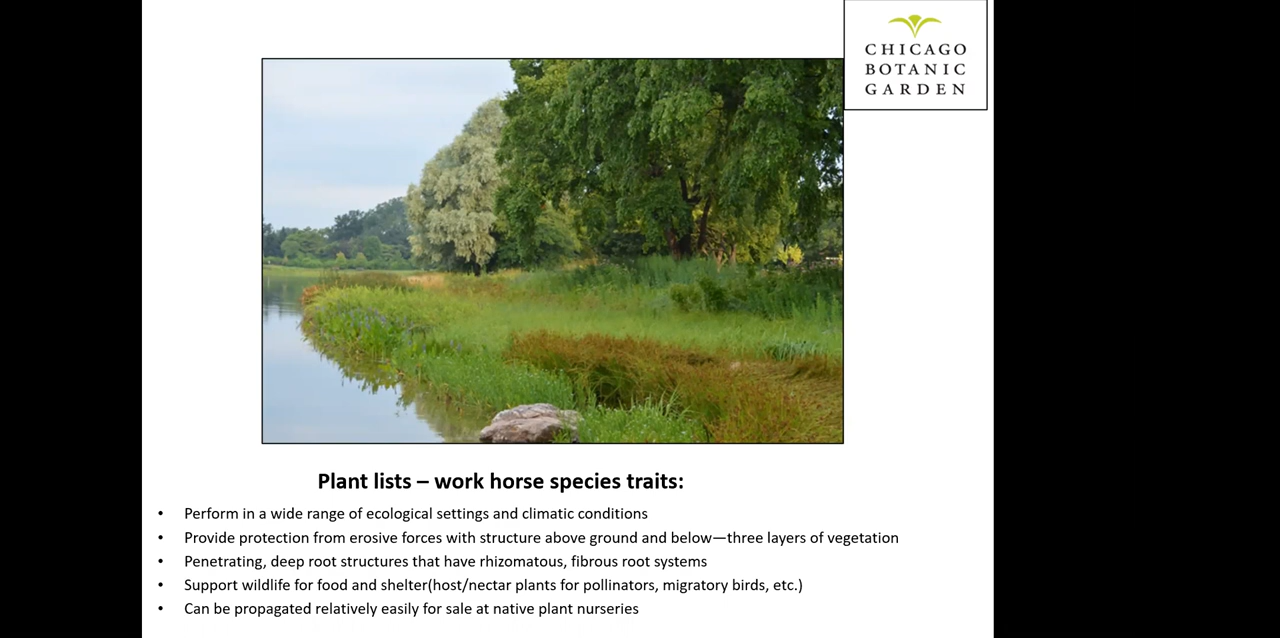 CHICAGO
BOTANIC
GARDEN
Plant lists – work horse species traits:
• Perform in a wide range of ecological settings and climatic conditions
• Provide protection from erosive forces with structure above ground and below—three layers of vegetation
• Penetrating, deep root structures that have rhizomatous, fibrous root systems
• Support wildlife for food and shelter(host/nectar plants for pollinators, migratory birds, etc.)
• Can be propagated relatively easily for sale at native plant nurseries